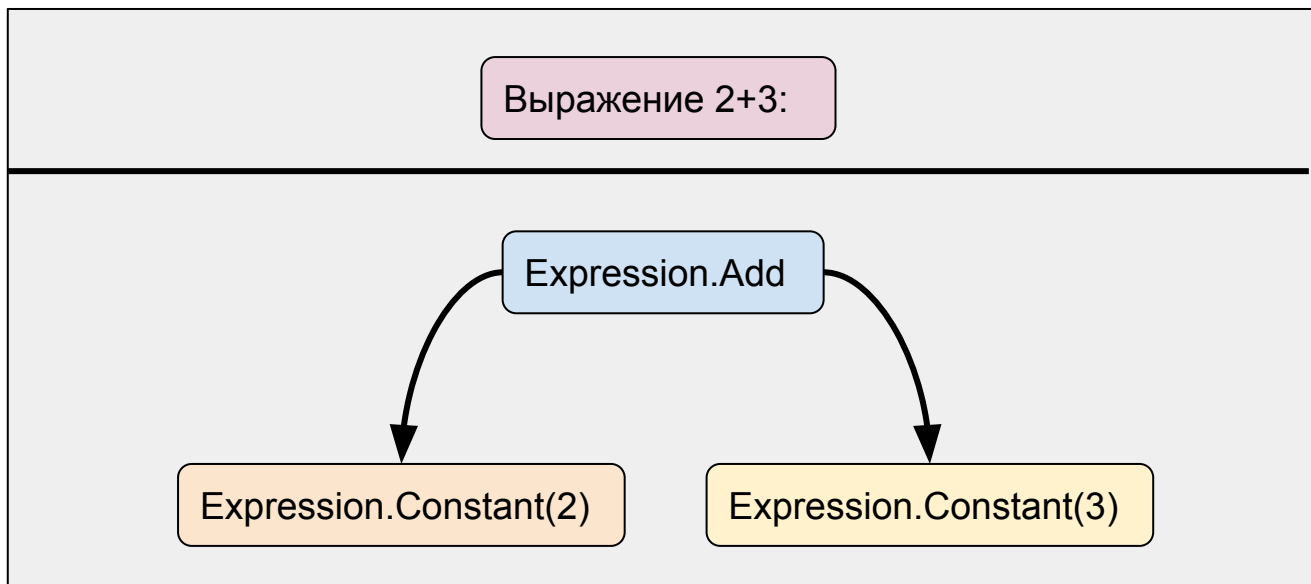 Выражение 2+3:
Expression.Add
Expression.Constant(2)
Expression.Constant(3)